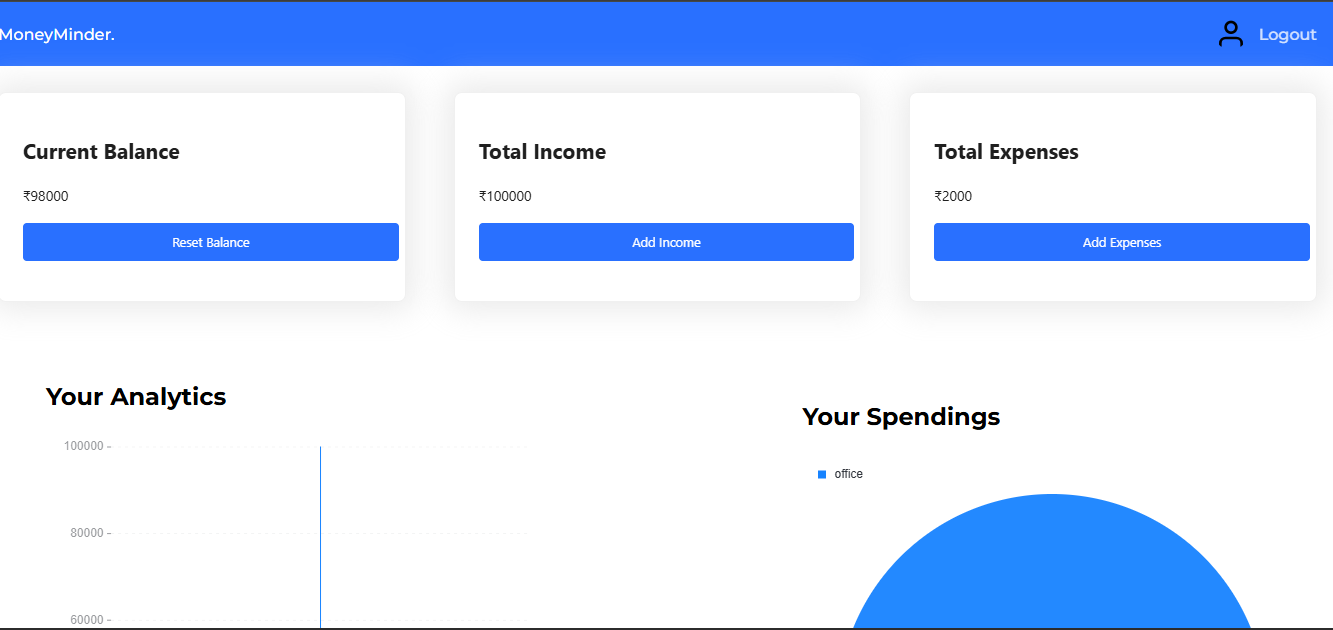 MoneyMinder.
Logout
Current Balance
₹98000
Reset Balance
Total Income
₹100000
Add Income
Total Expenses
₹2000
Add Expenses
Your Analytics
100000
80000
60000
Your Spendings
office